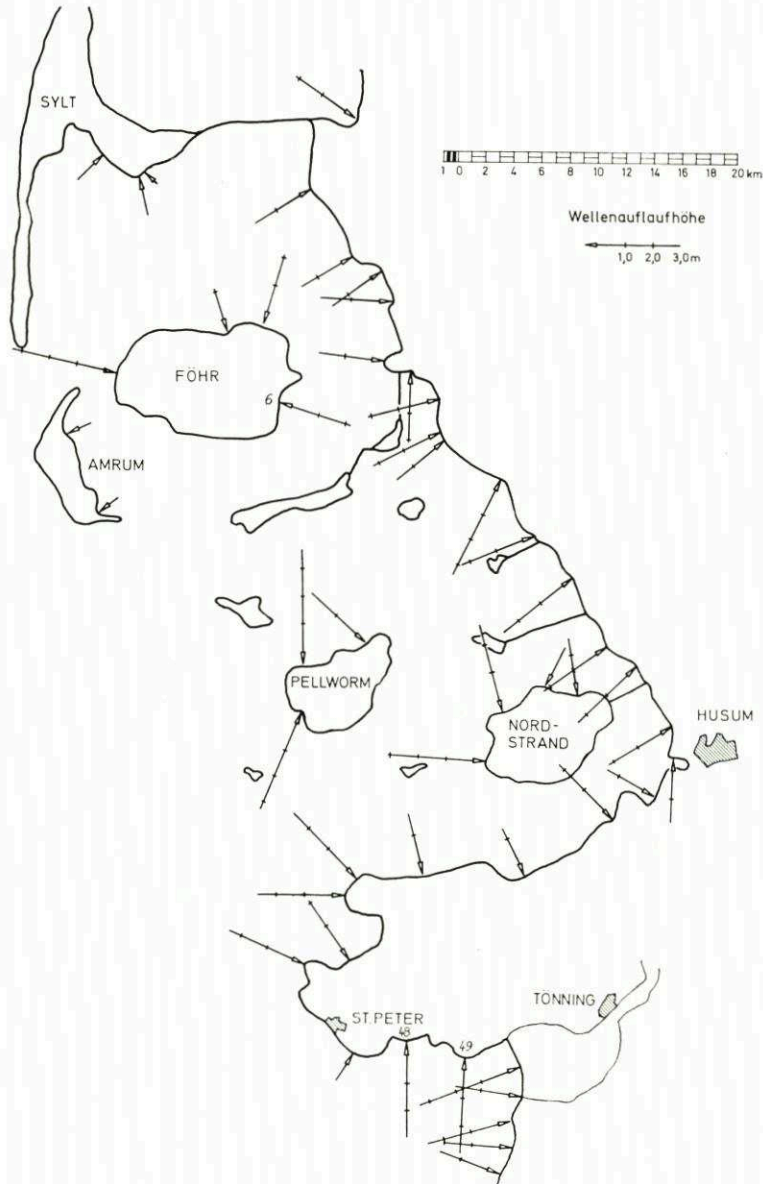 SYLT
1 0 2 4 6 8 10 12 14 16 18 20 km
Wellenauflaufhöhe
1,0 2,0 3,0m
FÖHR
6
AMRUM
PELLWORM
NORD-
STRAND
HUSUM
TÖNNING
ST. PETER
48
49